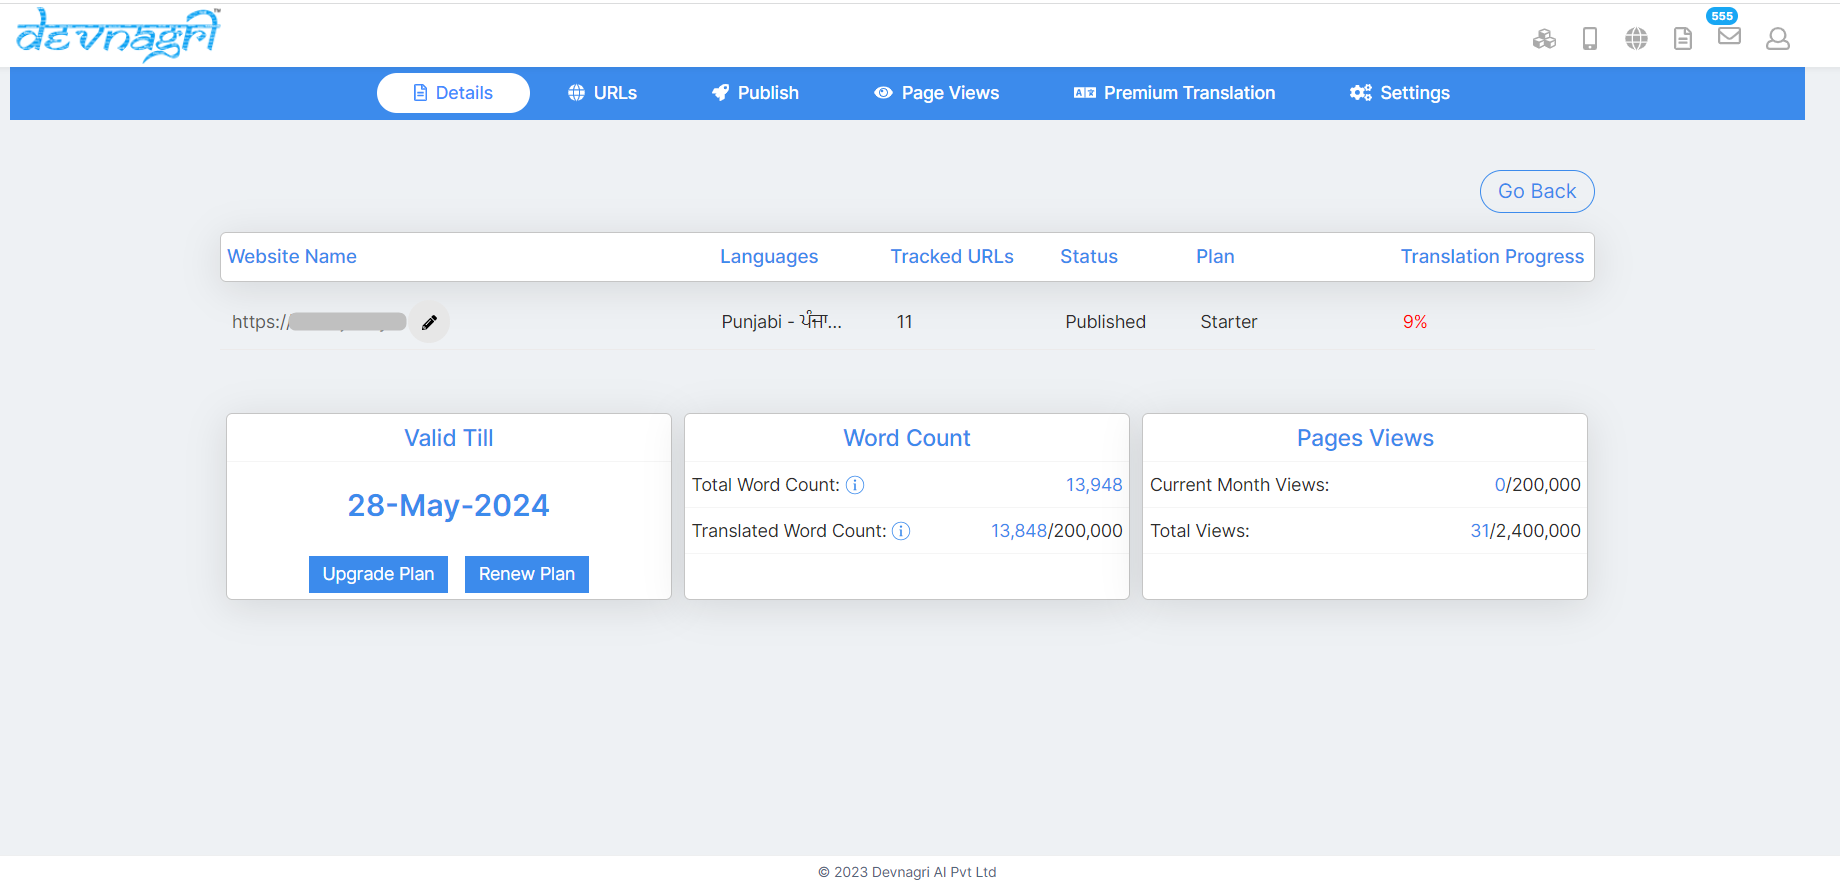 devnagri™
555
Details URLs Publish Page Views Premium Translation Settings
Go Back
Website Name Languages Tracked URLs Status Plan Translation Progress
https:// Punjabi - ਪੰਜਾ... 11 Published Starter 9%
Valid Till Word Count Pages Views
Total Word Count: 13,948 Current Month Views: 0/200,000
28-May-2024
Translated Word Count: 13,848/200,000 Total Views: 31/2,400,000
Upgrade Plan Renew Plan
© 2023 Devnagri AI Pvt Ltd